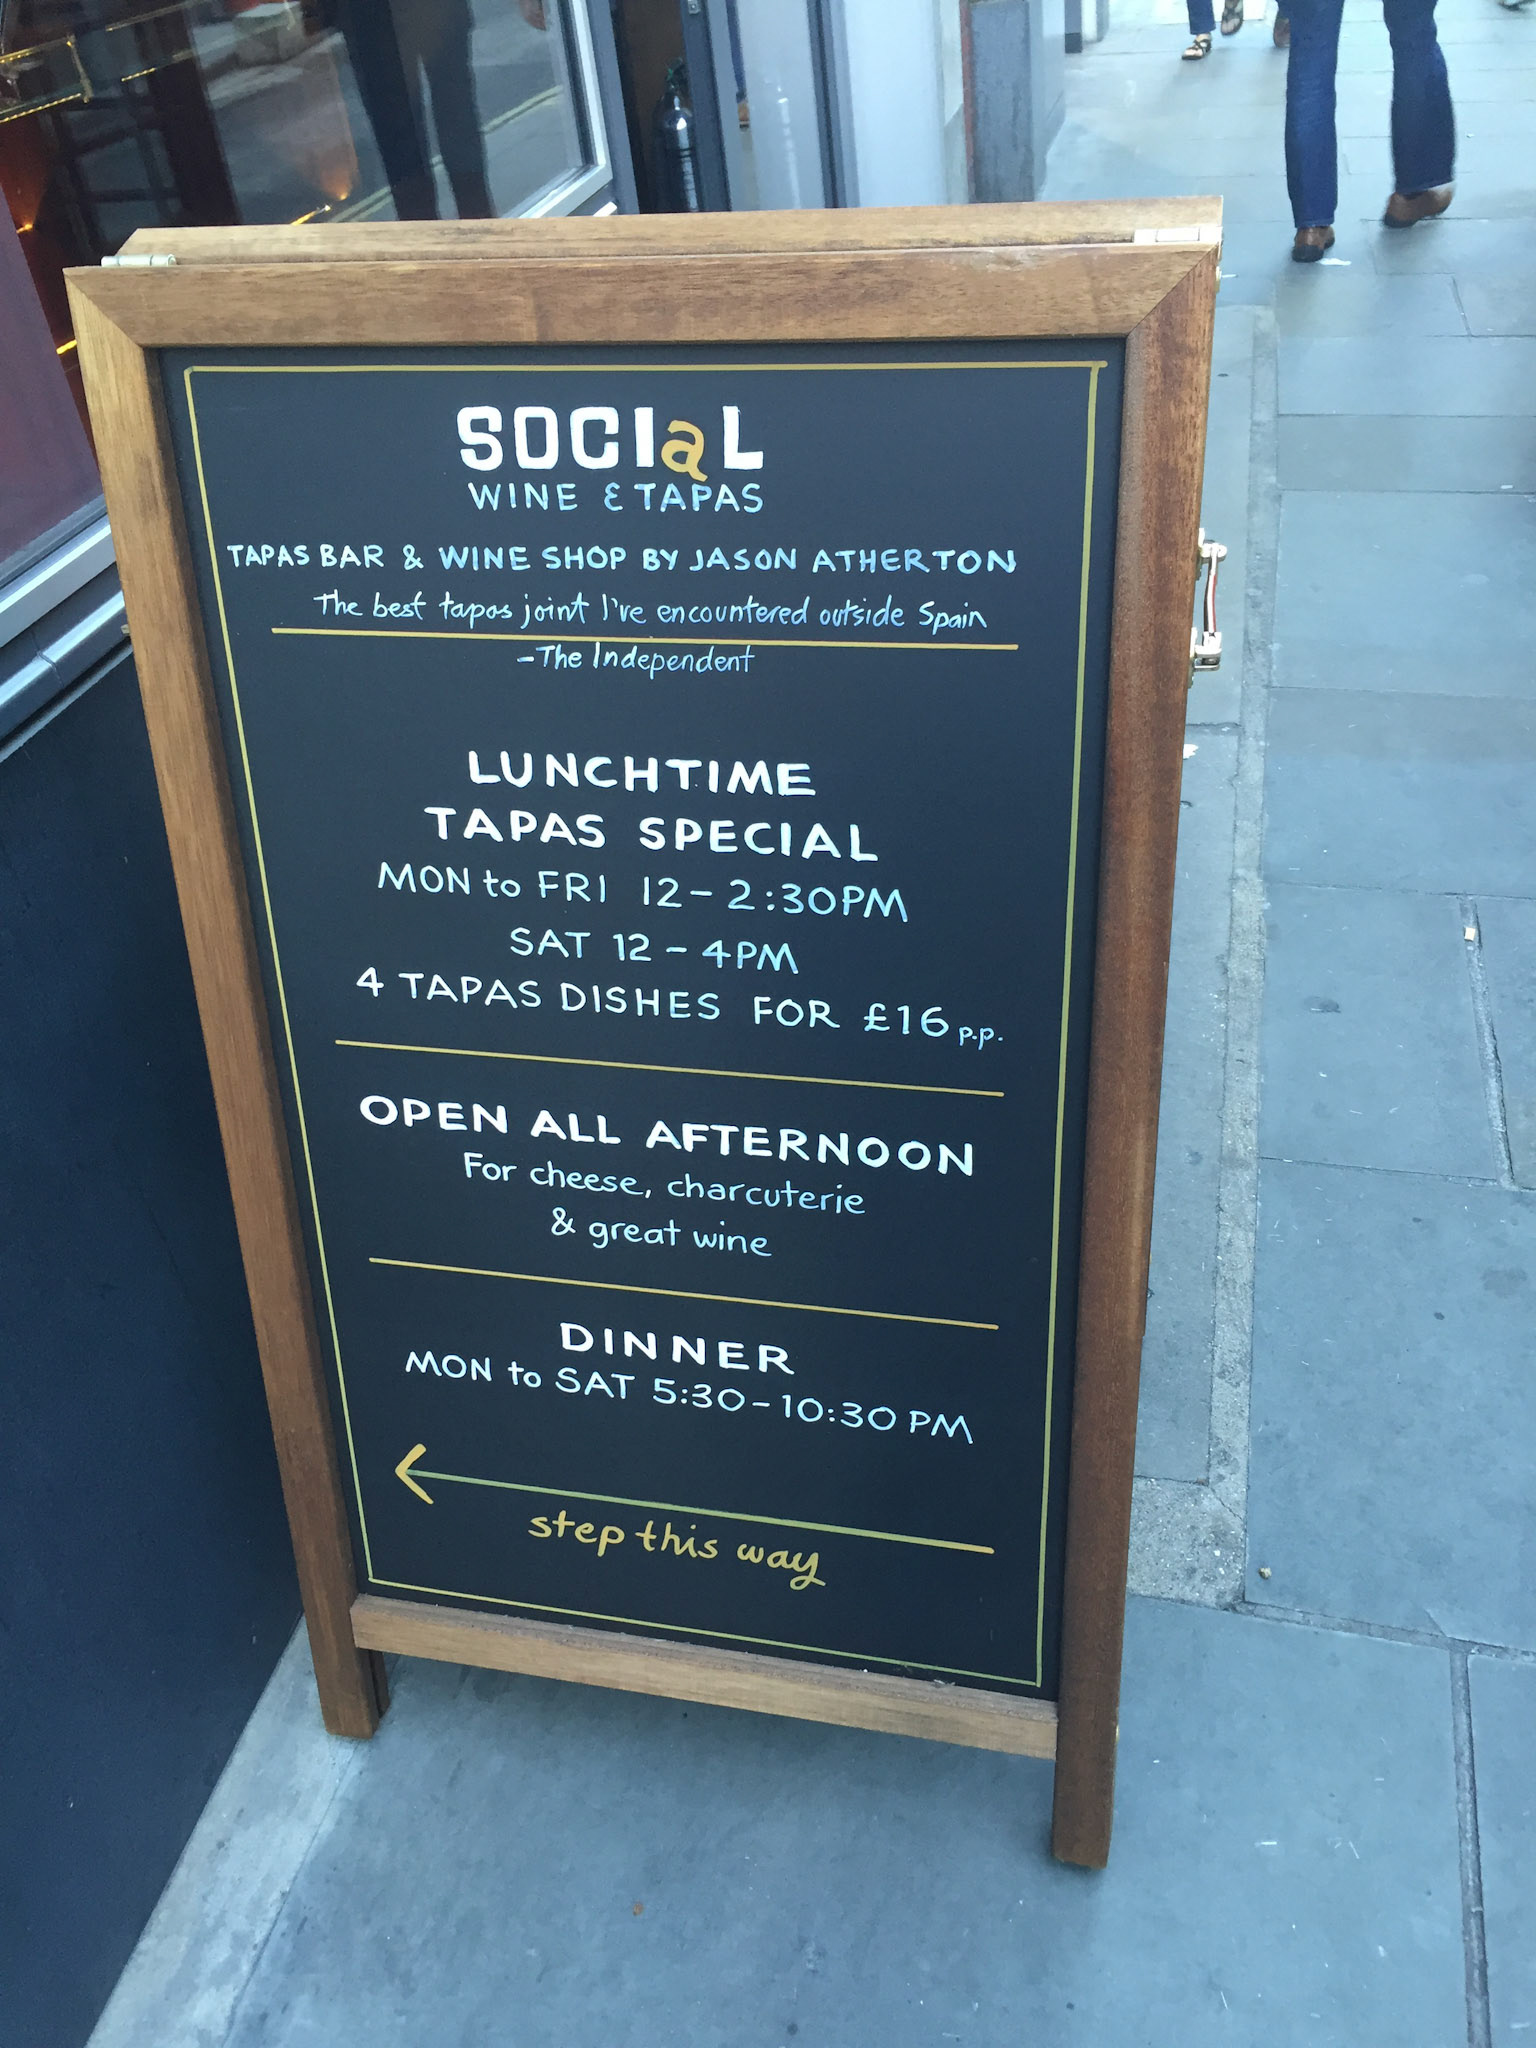 SOCIaL
WINE & TAPAS
TAPAS BAR & WINE SHOP BY JASON ATHERTON
The best tapas joint I've encountered outside Spain
-The Independent
LUNCHTIME
TAPAS SPECIAL
MON to FRI 12-2:30PM
SAT 12-4PM
4 TAPAS DISHES FOR £16 p.p.
OPEN ALL AFTERNOON
For cheese, charcuterie
& great wine
DINNER
MON to SAT 5:30-10:30 PM
step this way